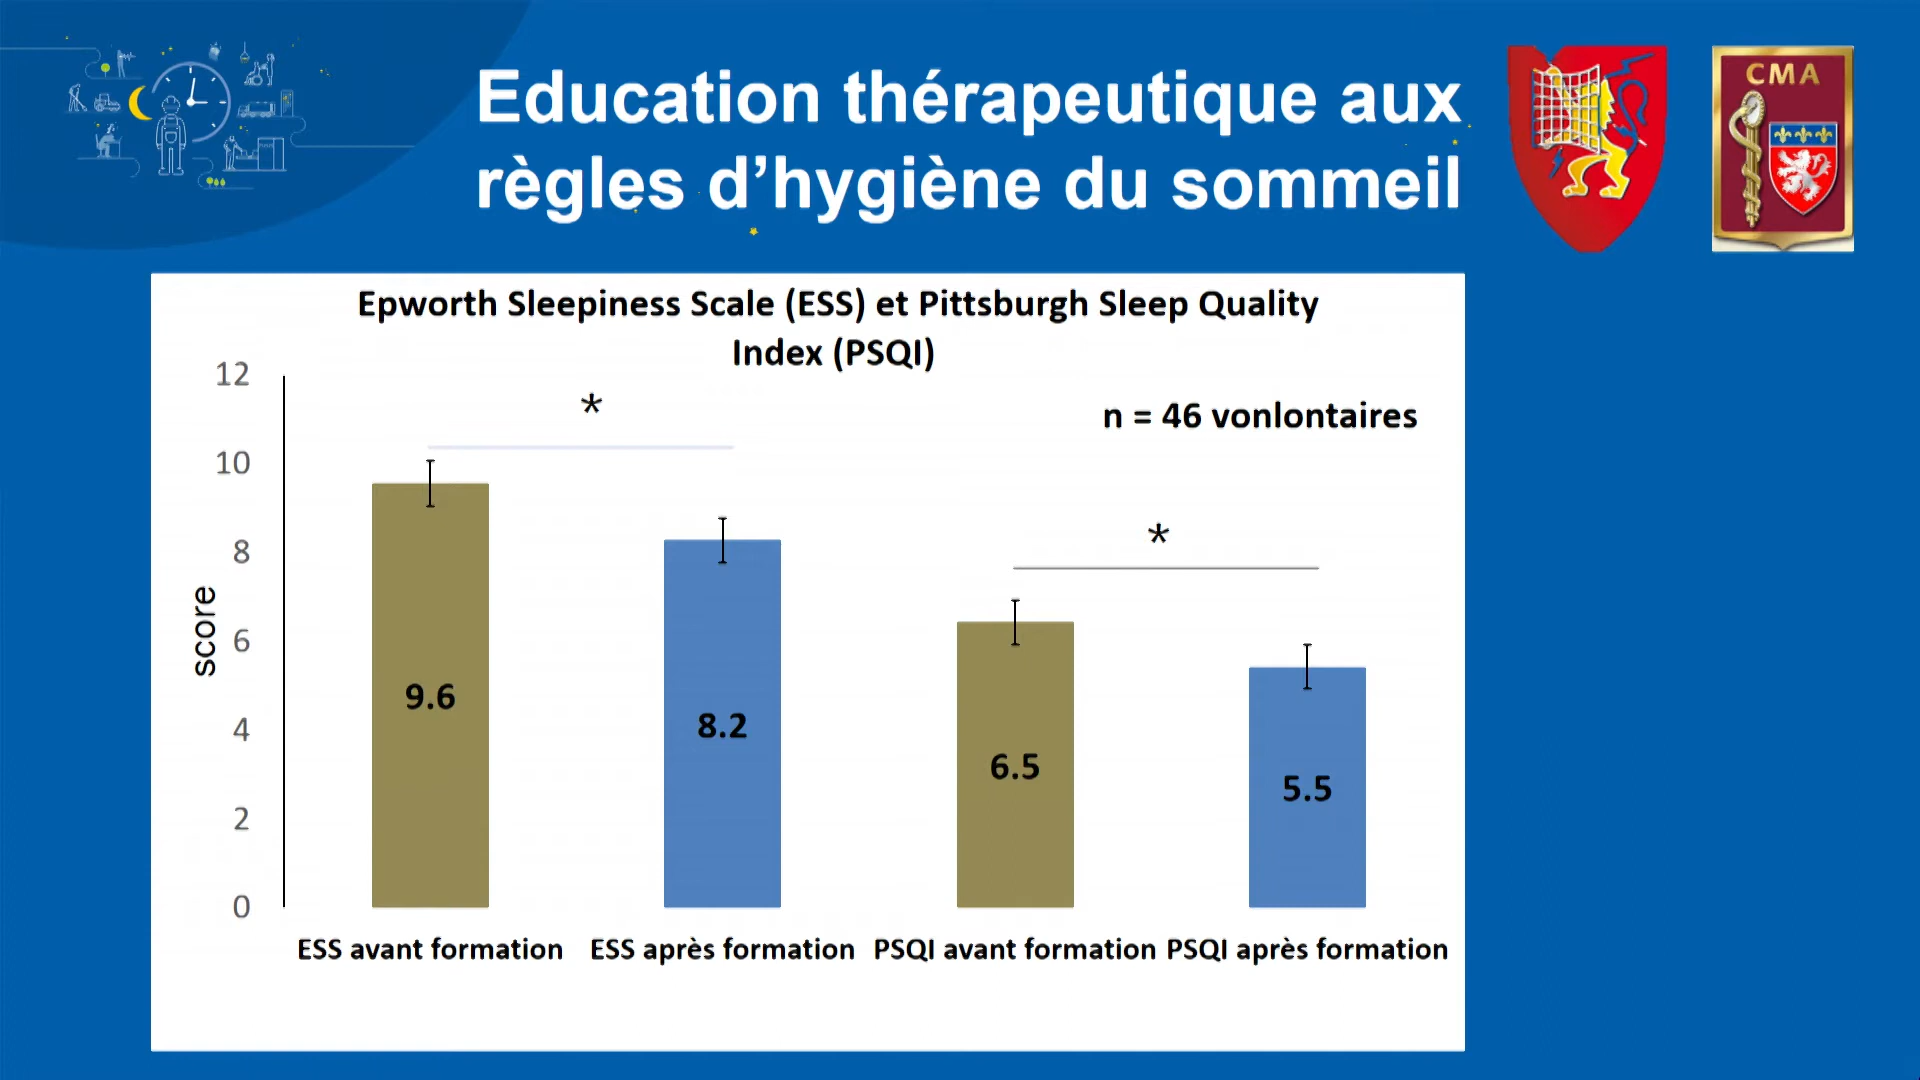 Education thérapeutique aux
règles d’hygiène du sommeil
CMA
Epworth Sleepiness Scale (ESS) et Pittsburgh Sleep Quality
Index (PSQI)
n = 46 vonlontaires
*
*
score
12
10
8
6
4
2
0
9.6
8.2
6.5
5.5
ESS avant formation
ESS après formation
PSQI avant formation
PSQI après formation